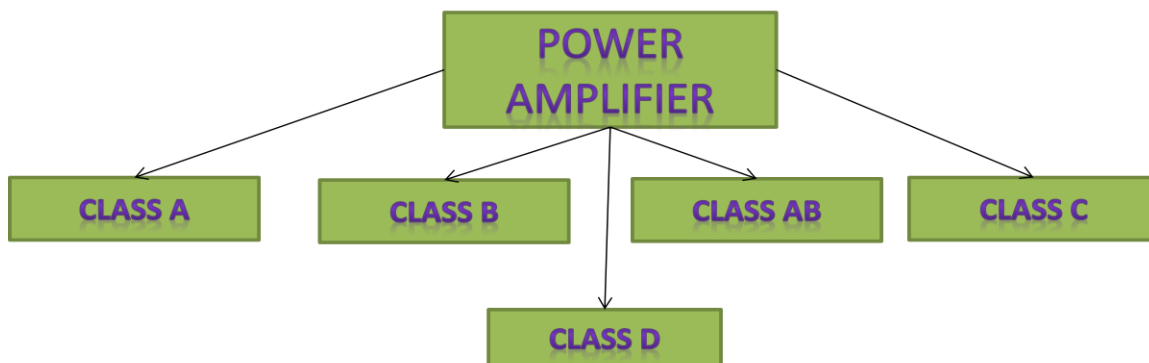 POWER
AMPLIFIER
CLASS A
CLASS B
CLASS AB
CLASS C
CLASS D